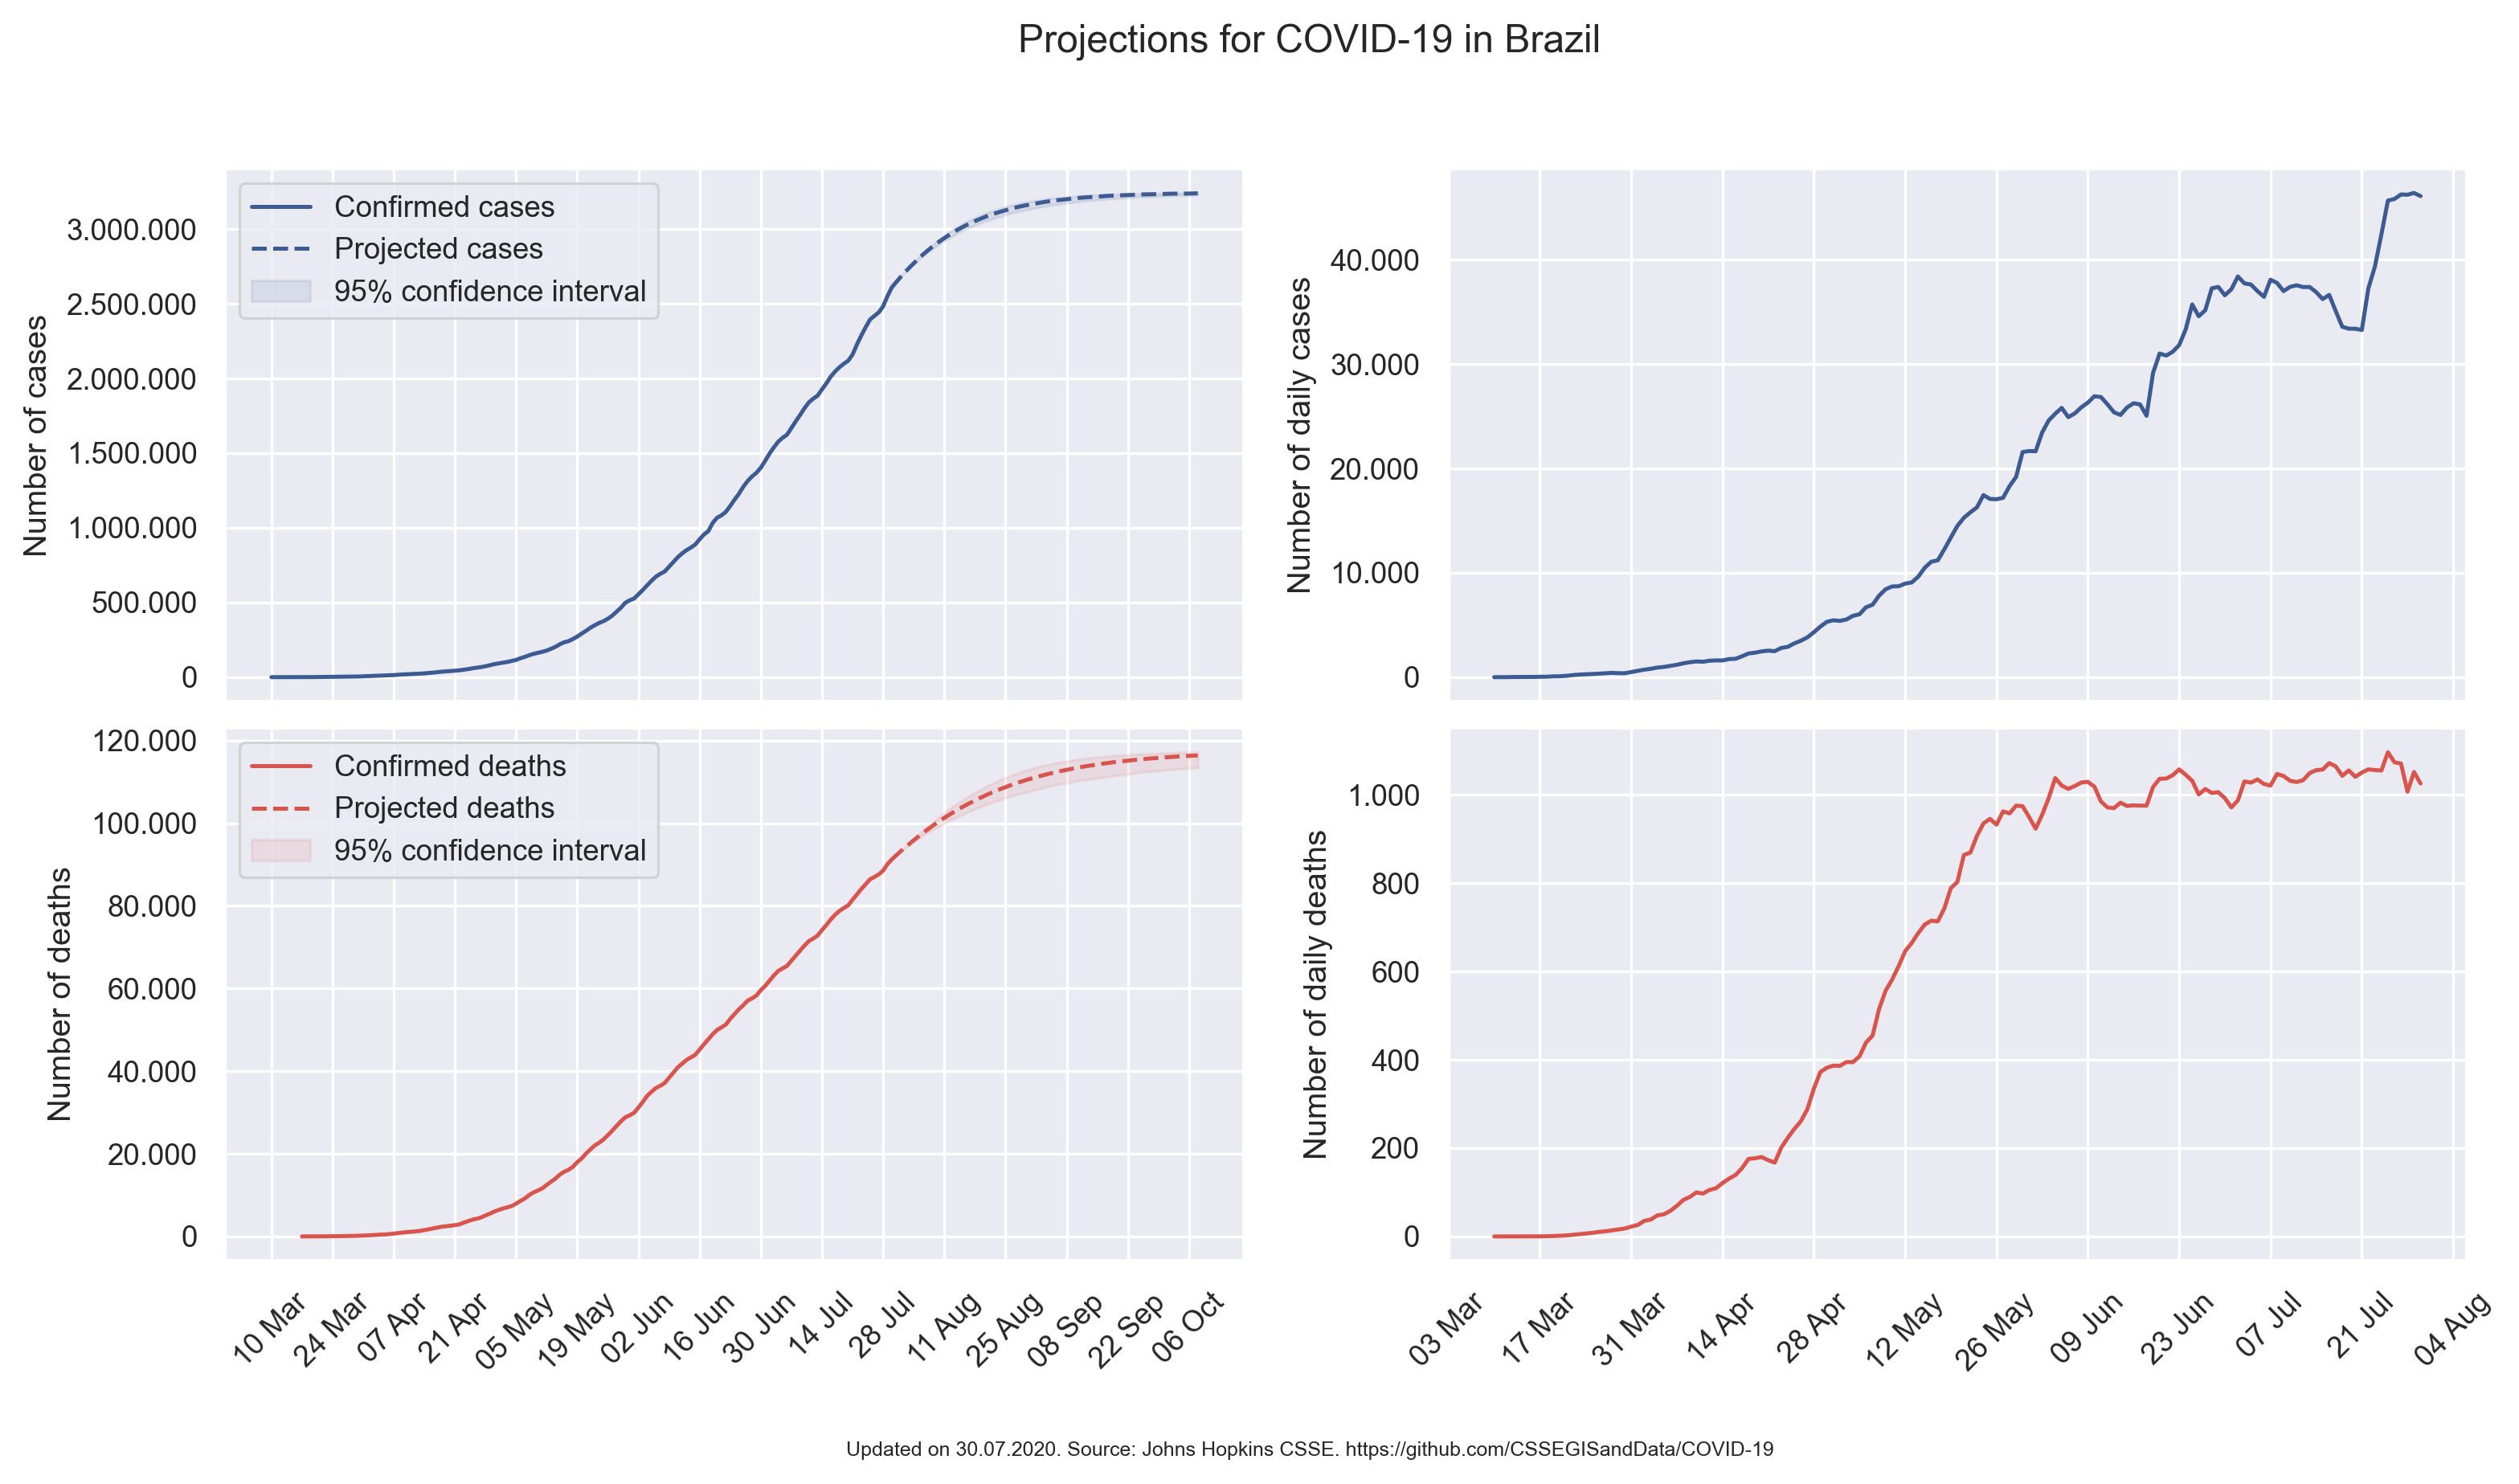 Projections for COVID-19 in Brazil
Number of cases
3.000.000
2.500.000
2.000.000
1.500.000
1.000.000
500.000
0
Confirmed cases
Projected cases
95% confidence interval
Number of daily cases
40.000
30.000
20.000
10.000
0
Number of deaths
120.000
100.000
80.000
60.000
40.000
20.000
0
Confirmed deaths
Projected deaths
95% confidence interval
10 Mar
24 Mar
07 Apr
21 Apr
05 May
19 May
02 Jun
16 Jun
30 Jun
14 Jul
28 Jul
11 Aug
25 Aug
08 Sep
22 Sep
06 Oct
Number of daily deaths
1.000
800
600
400
200
0
03 Mar
17 Mar
31 Mar
14 Apr
28 Apr
12 May
26 May
09 Jun
23 Jun
07 Jul
21 Jul
04 Aug
Updated on 30.07.2020. Source: Johns Hopkins CSSE. https://github.com/CSSEGISandData/COVID-19